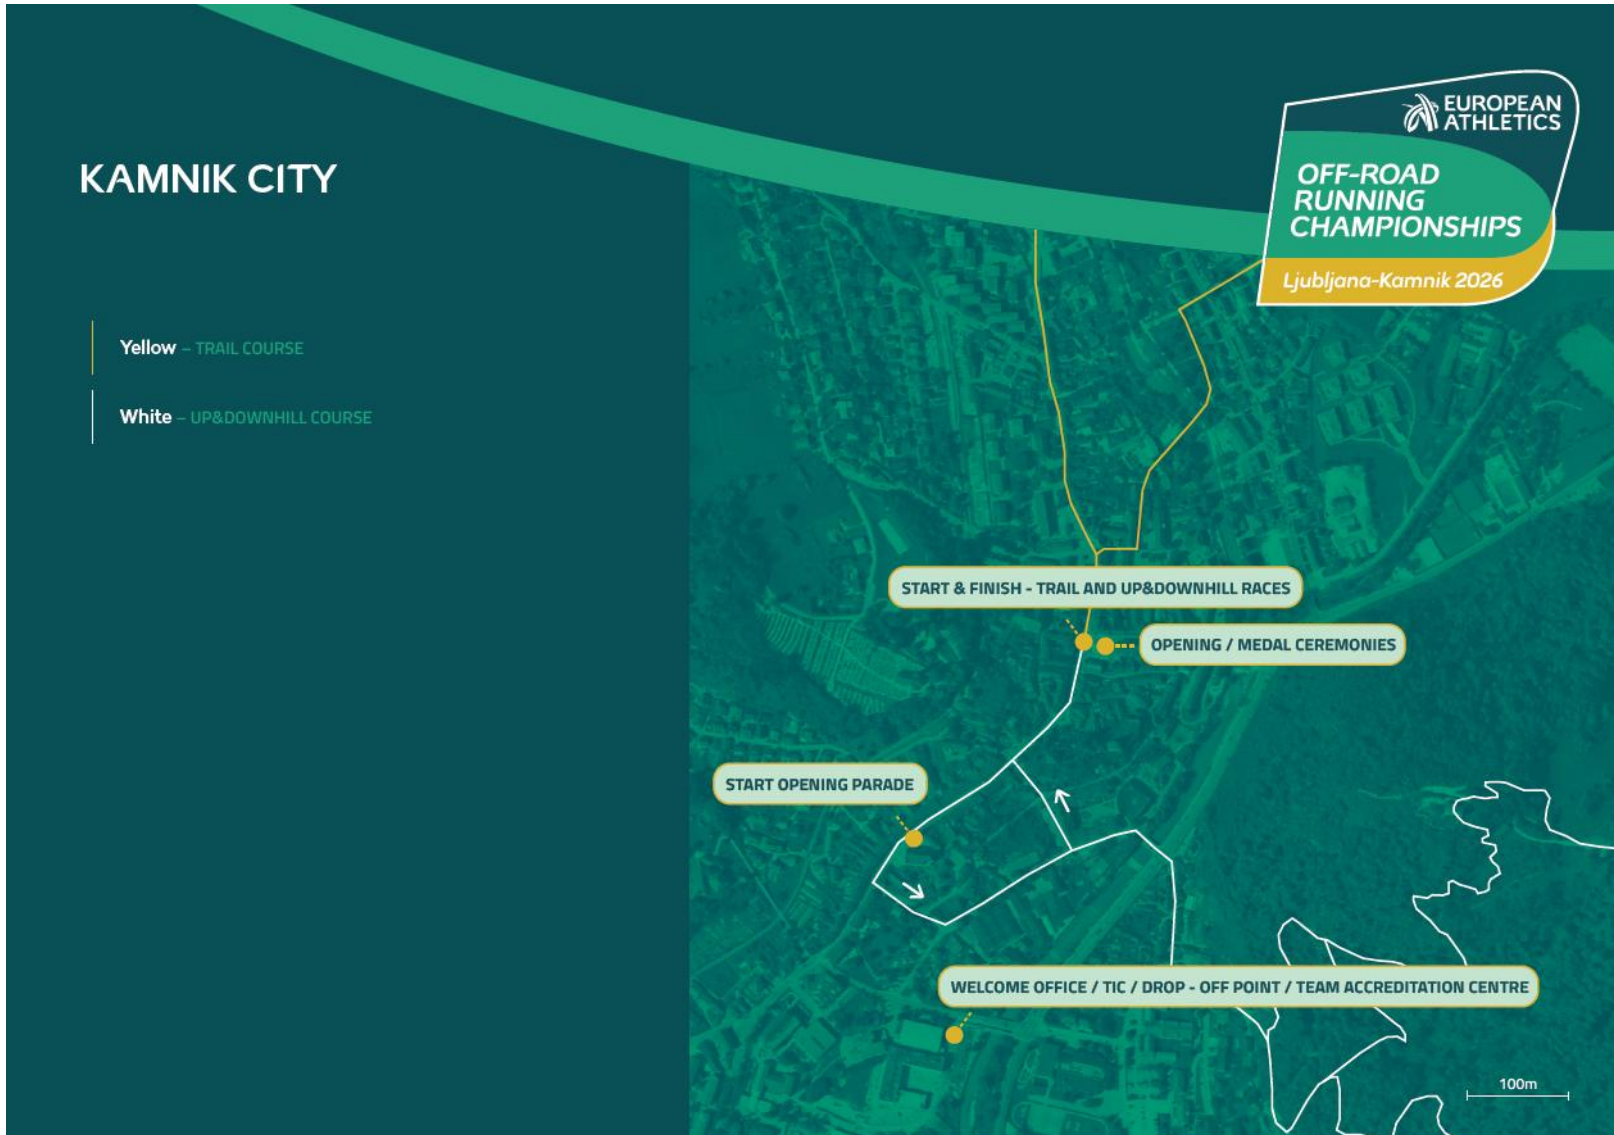 EUROPEAN
ATHLETICS
KAMNIK CITY
OFF-ROAD
RUNNING
CHAMPIONSHIPS
Ljubljana-Kamnik 2026
Yellow – TRAIL COURSE
White – UP&DOWNHILL COURSE
START & FINISH - TRAIL AND UP&DOWNHILL RACES
OPENING / MEDAL CEREMONIES
START OPENING PARADE
WELCOME OFFICE / TIC / DROP - OFF POINT / TEAM ACCREDITATION CENTRE
100m